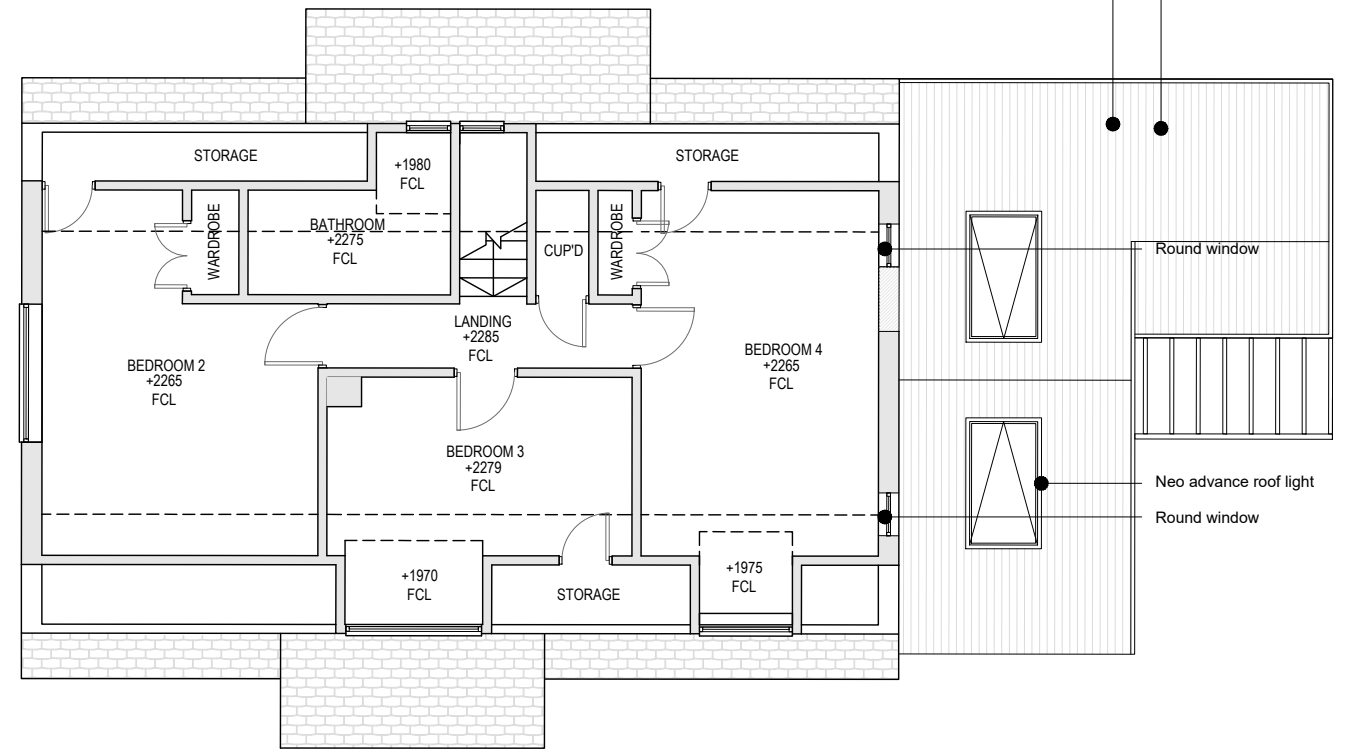 STORAGE
STORAGE
+1980
FCL
WARDROBE
BATHROOM
+2275
FCL
CUP'D
WARDROBE
Round window
LANDING
+2285
FCL
BEDROOM 2
+2265
FCL
BEDROOM 4
+2265
FCL
BEDROOM 3
+2279
FCL
Neo advance roof light
Round window
+1970
FCL
STORAGE
+1975
FCL